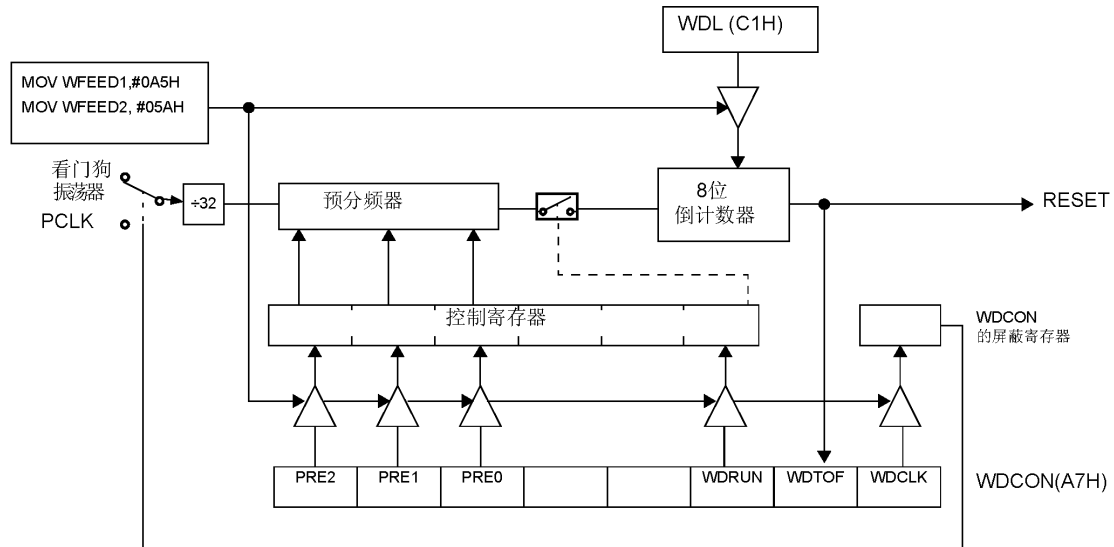 WDL (C1H)
MOV WFEED1,#0A5H
MOV WFEED2, #05AH
看门狗
振荡器
PCLK
÷32
预分频器
8位
倒计数器
RESET
控制寄存器
WDCON
的屏蔽寄存器
PRE2
PRE1
PRE0
WDRUN
WDTOF
WDCLK
WDCON(A7H)